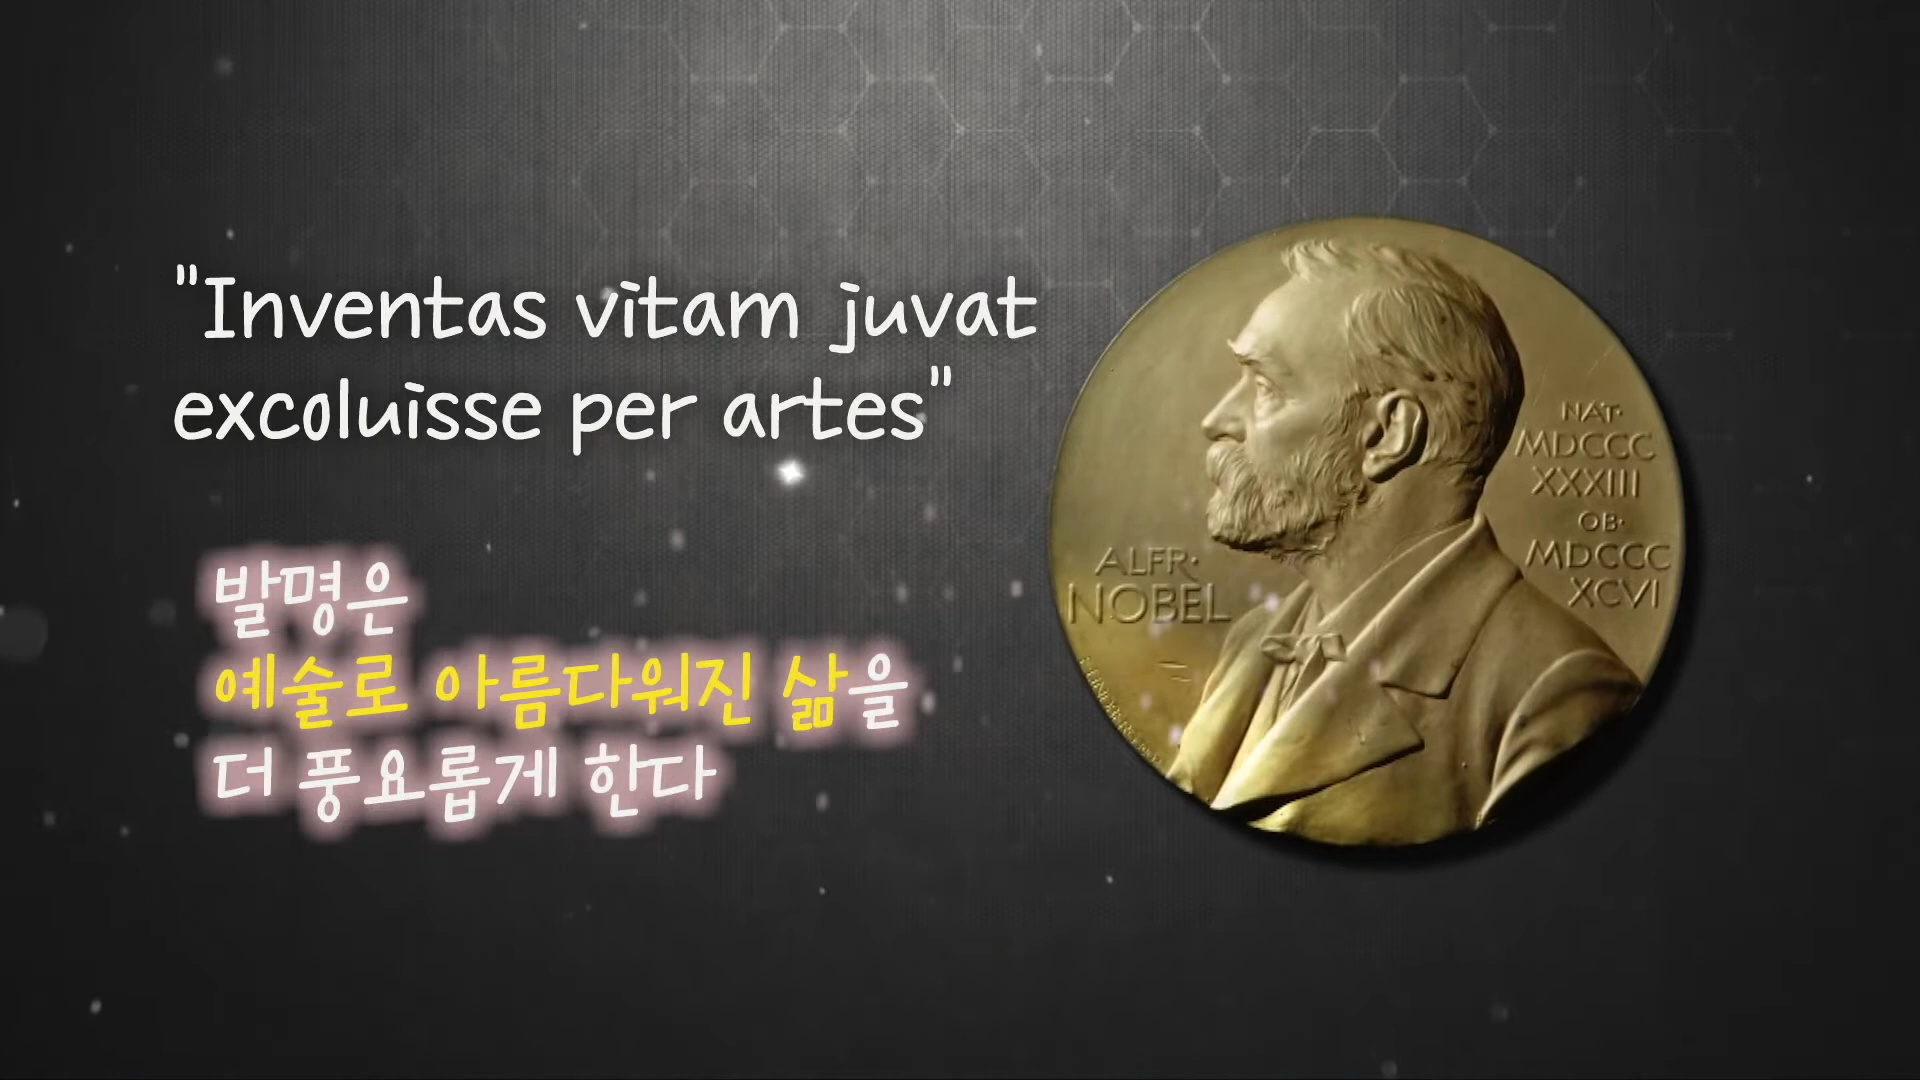 "Inventas vitam juvat
excoluisse per artes"
발명은
예술로 아름다워진 삶을
더 풍요롭게 한다
ALFR·
NOBEL
NAT·
MDCCC
XXXIII
OB·
MDCCC
XCVI